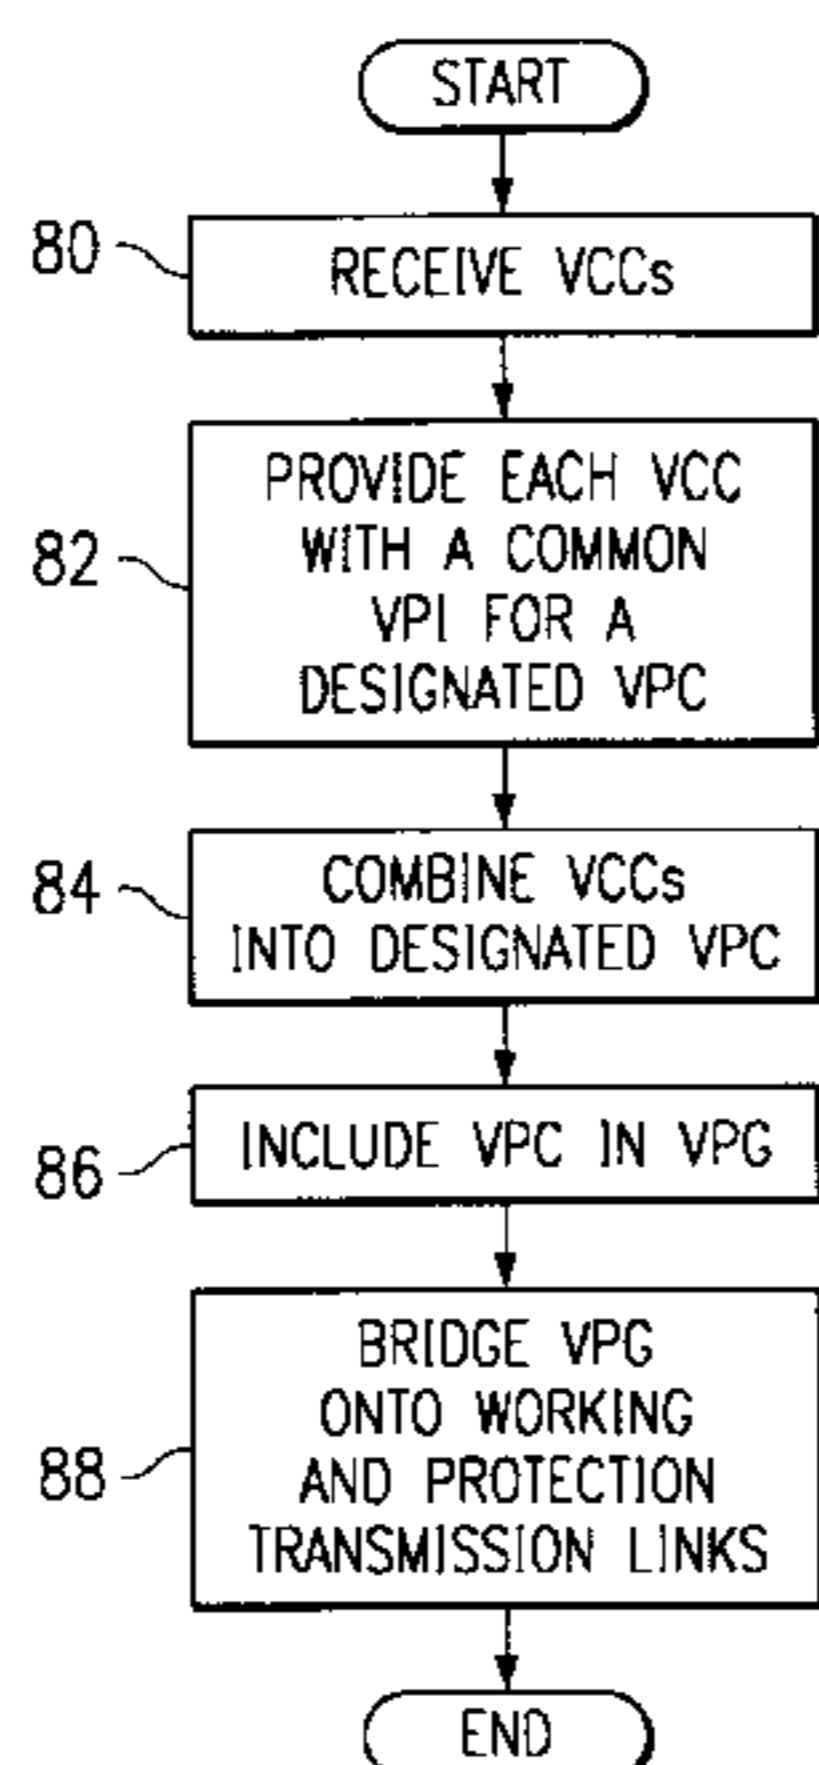 START
80
RECEIVE VCCs
82
PROVIDE EACH VCC
WITH A COMMON
VPI FOR A
DESIGNATED VPC
84
COMBINE VCCs
INTO DESIGNATED VPC
86
INCLUDE VPC IN VPG
88
BRIDGE VPG
ONTO WORKING
AND PROTECTION
TRANSMISSION LINKS
END